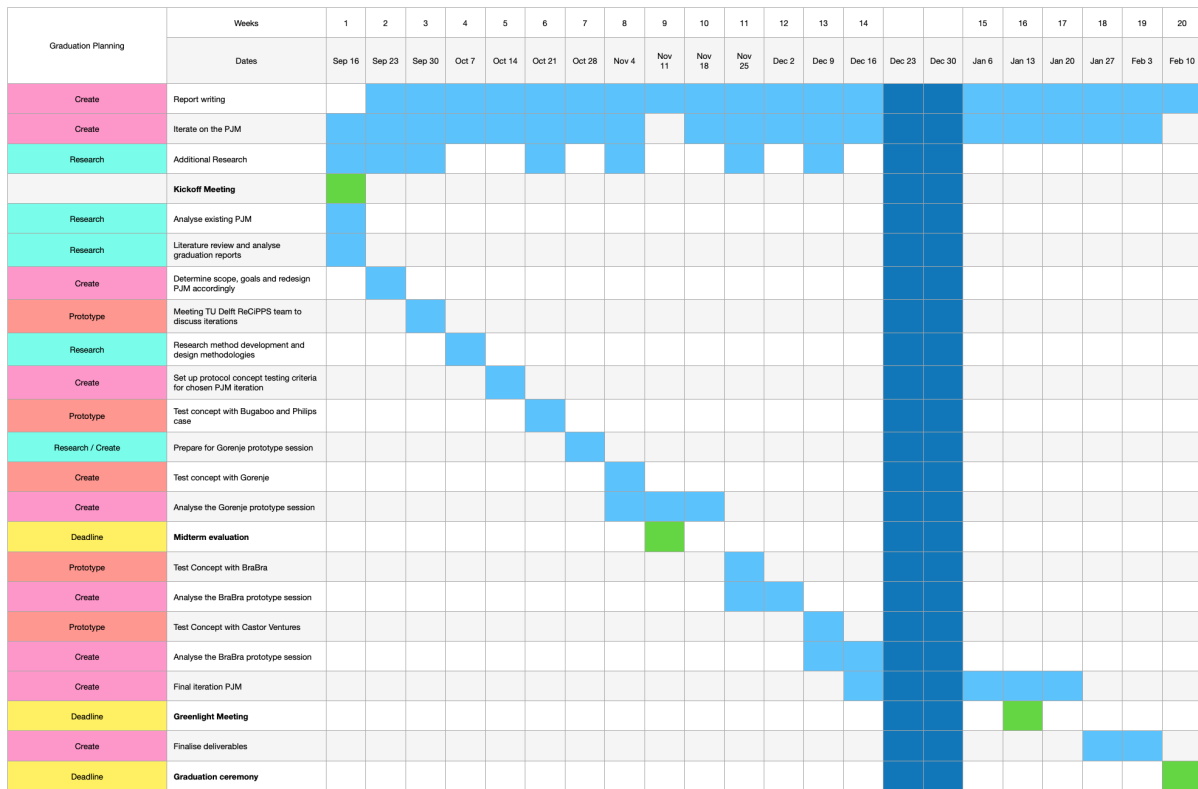 Graduation Planning
Weeks
1
2
3
4
5
6
7
8
9
10
11
12
13
14
15
16
17
18
19
20
Dates
Sep 16
Sep 23
Sep 30
Oct 7
Oct 14
Oct 21
Oct 28
Nov 4
Nov
11
Nov
18
Nov
25
Dec 2
Dec 9
Dec 16
Dec 23
Dec 30
Jan 6
Jan 13
Jan 20
Jan 27
Feb 3
Feb 10
Create
Report writing
Create
Iterate on the PJM
Research
Additional Research
Kickoff Meeting
Research
Analyse existing PJM
Research
Literature review and analyse
graduation reports
Create
Determine scope, goals and redesign
PJM accordingly
Prototype
Meeting TU Delft ReCiPPS team to
discuss iterations
Research
Research method development and
design methodologies
Create
Set up protocol concept testing criteria
for chosen PJM iteration
Prototype
Test concept with Bugaboo and Philips
case
Research / Create
Prepare for Gorenje prototype session
Create
Test concept with Gorenje
Create
Analyse the Gorenje prototype session
Deadline
Midterm evaluation
Prototype
Test Concept with BraBra
Create
Analyse the BraBra prototype session
Prototype
Test Concept with Castor Ventures
Create
Analyse the BraBra prototype session
Create
Final iteration PJM
Deadline
Greenlight Meeting
Create
Finalise deliverables
Deadline
Graduation ceremony